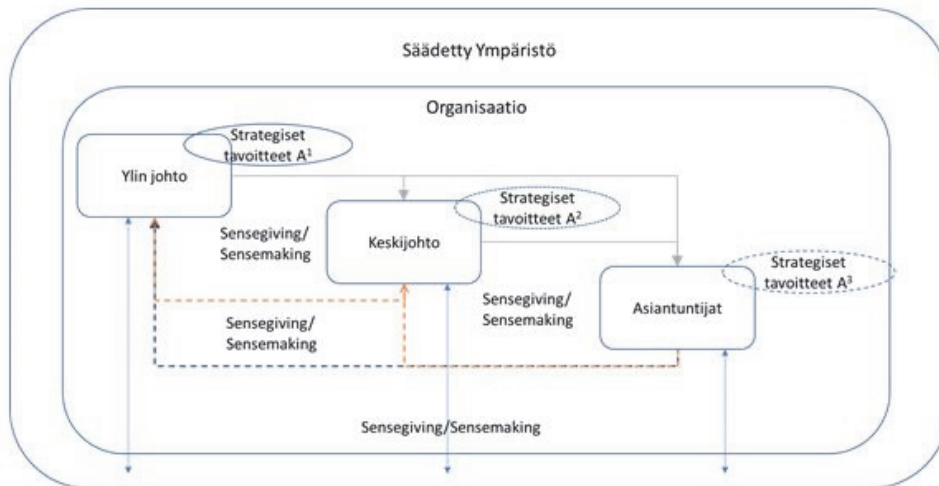 Säädetty Ympäristö
Organisaatio
Strategiset
tavoitteet A¹
Ylin johto
Strategiset
tavoitteet A²
Sensegiving/
Sensemaking
Keskijohto
Strategiset
tavoitteet A³
Sensegiving/
Sensemaking
Asiantuntijat
Sensegiving/
Sensemaking
Sensegiving/Sensemaking